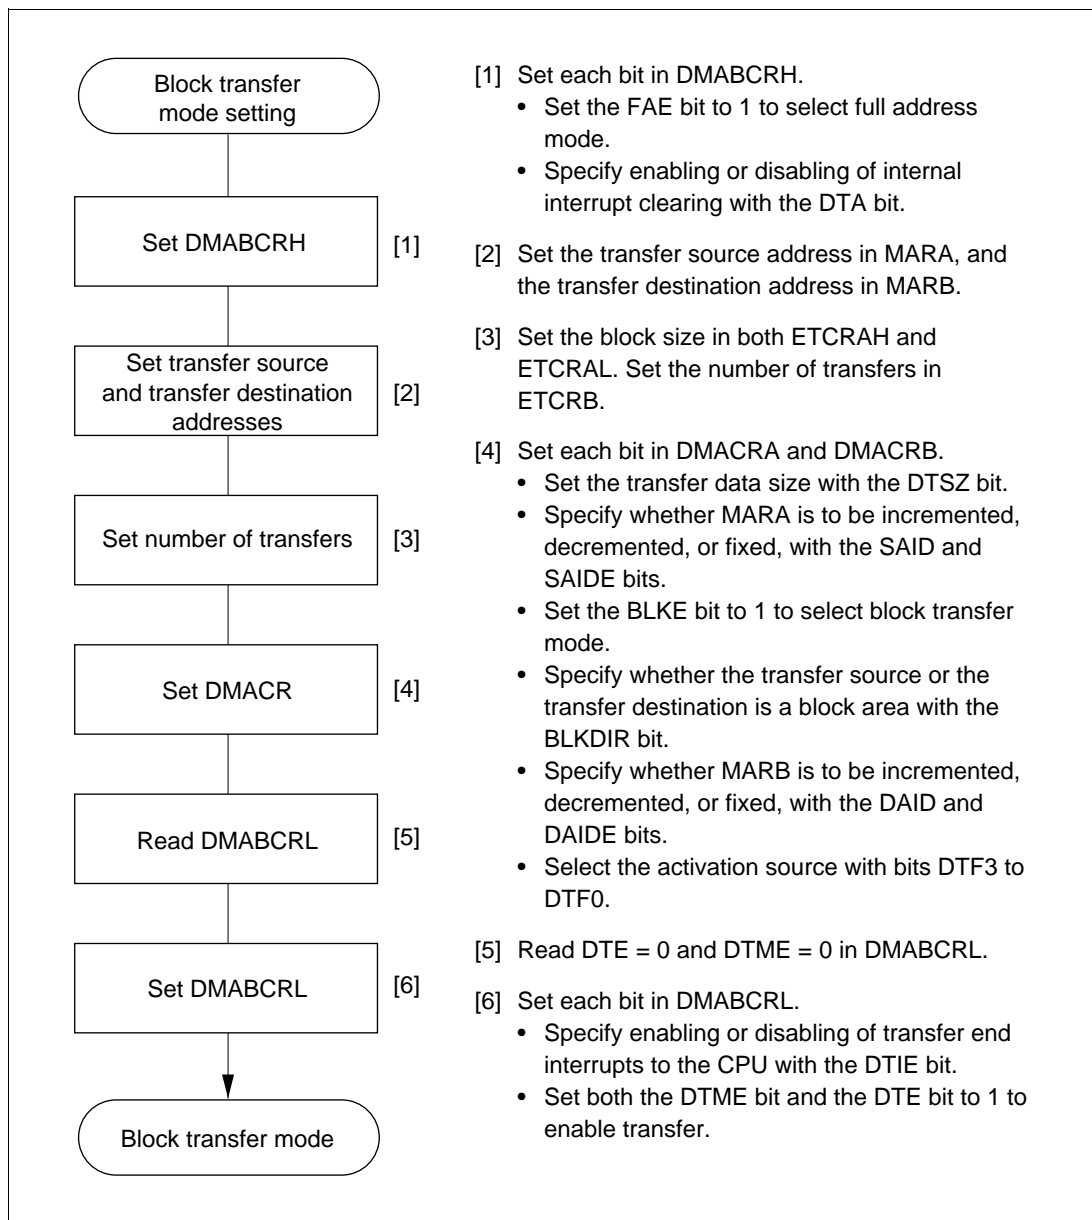 Block transfer
mode setting
Set DMABCRH
[1]
Set transfer source
and transfer destination
addresses
[2]
Set number of transfers
[3]
Set DMACR
[4]
Read DMABCRL
[5]
Set DMABCRL
[6]
Block transfer mode
[1] Set each bit in DMABCRH.
• Set the FAE bit to 1 to select full address
mode.
• Specify enabling or disabling of internal
interrupt clearing with the DTA bit.
[2] Set the transfer source address in MARA, and
the transfer destination address in MARB.
[3] Set the block size in both ETCRAH and
ETCRAL. Set the number of transfers in
ETCRB.
[4] Set each bit in DMACRA and DMACRB.
• Set the transfer data size with the DTSZ bit.
• Specify whether MARA is to be incremented,
decremented, or fixed, with the SAID and
SAIDE bits.
• Set the BLKE bit to 1 to select block transfer
mode.
• Specify whether the transfer source or the
transfer destination is a block area with the
BLKDIR bit.
• Specify whether MARB is to be incremented,
decremented, or fixed, with the DAID and
DAIDE bits.
• Select the activation source with bits DTF3 to
DTF0.
[5] Read DTE = 0 and DTME = 0 in DMABCRL.
[6] Set each bit in DMABCRL.
• Specify enabling or disabling of transfer end
interrupts to the CPU with the DTIE bit.
• Set both the DTME bit and the DTE bit to 1 to
enable transfer.